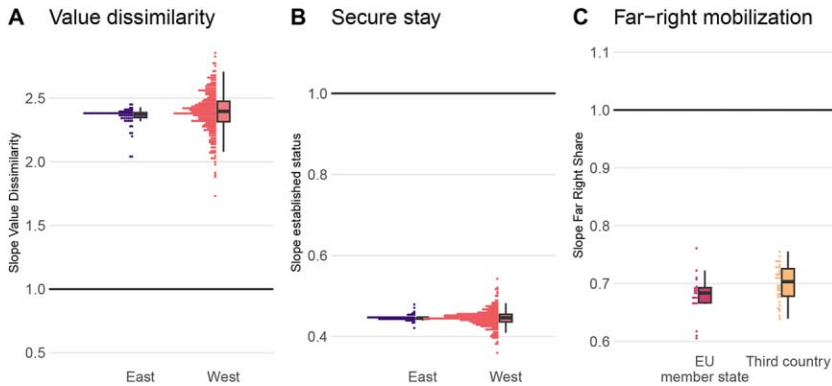 A Value dissimilarity
Slope Value Dissimilarity
2.5
2.0
1.5
1.0
0.5
East West
B Secure stay
Slope established status
1.0
0.8
0.6
0.4
East West
C Far−right mobilization
Slope Far Right Share
1.1
1.0
0.9
0.8
0.7
0.6
EU
member state
Third country